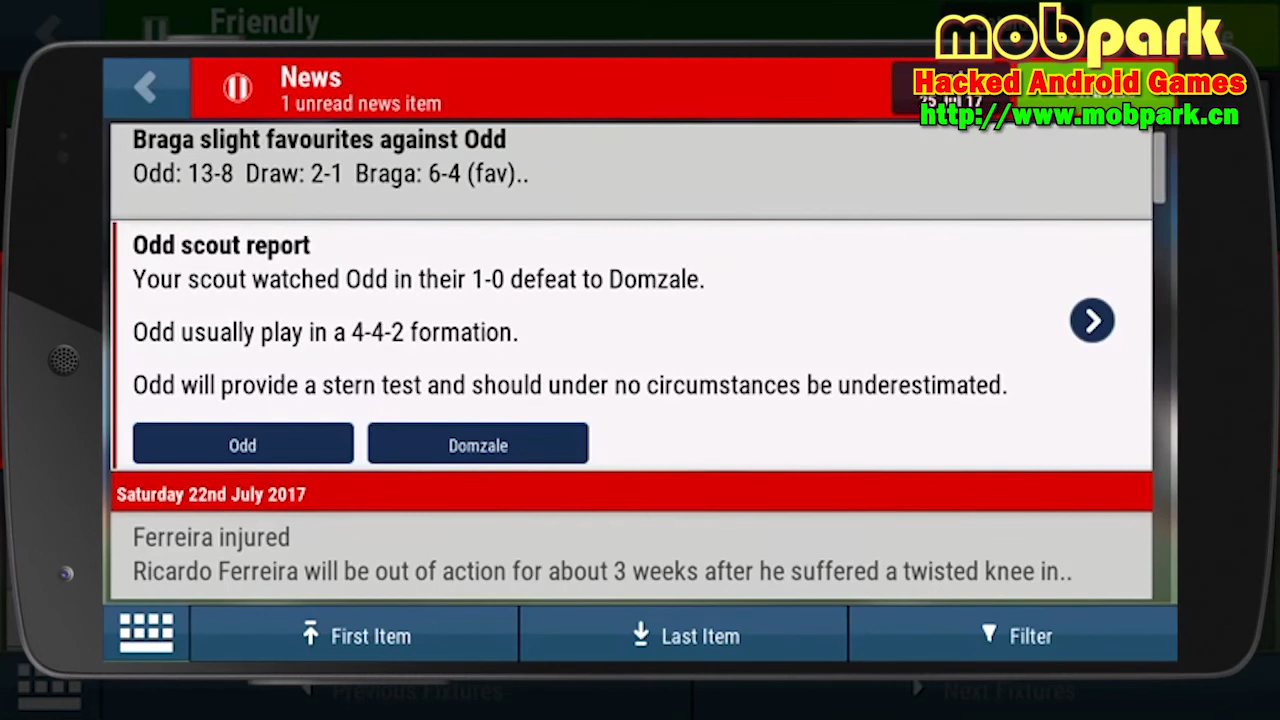 Friendly
mobpark
Hacked Android Games
http://www.mobpark.cn
News
1 unread news item
Braga slight favourites against Odd
Odd: 13-8 Draw: 2-1 Braga: 6-4 (fav)..
Odd scout report
Your scout watched Odd in their 1-0 defeat to Domzale.
Odd usually play in a 4-4-2 formation.
Odd will provide a stern test and should under no circumstances be underestimated.
Odd
Domzale
Saturday 22nd July 2017
Ferreira injured
Ricardo Ferreira will be out of action for about 3 weeks after he suffered a twisted knee in..
First Item
Last Item
Filter
Previous Fixtures
Next Fixtures